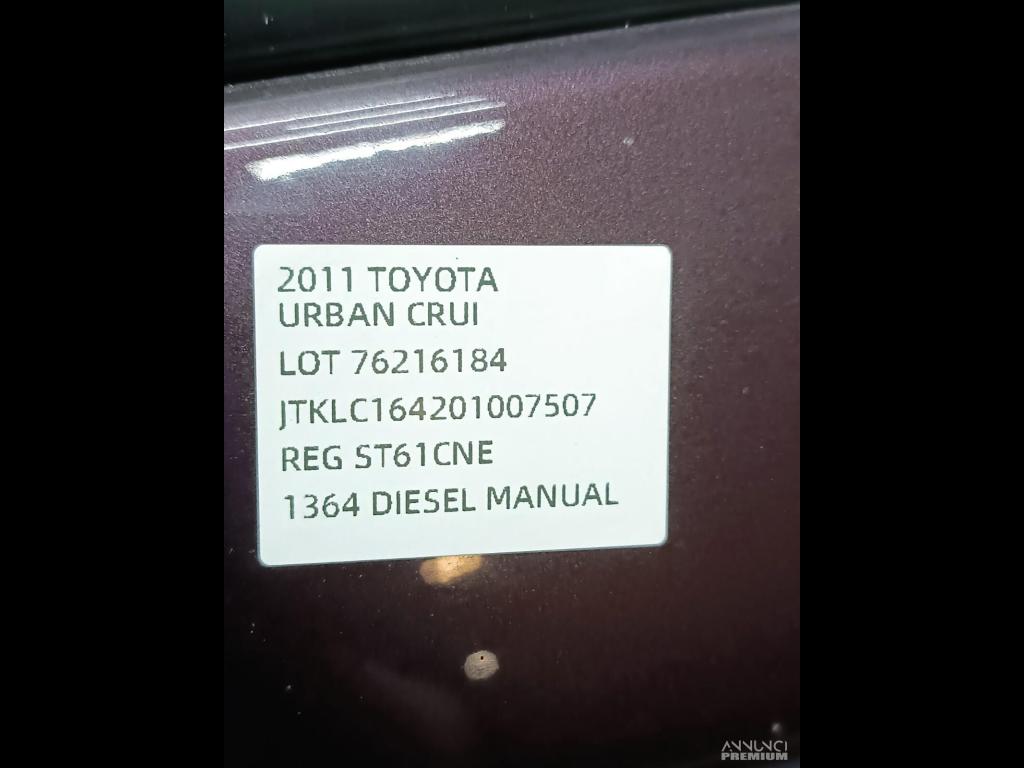 2011 TOYOTA
URBAN CRUI
LOT 76216184
JTKLC164201007507
REG ST61CNE
1364 DIESEL MANUAL
ANNUNCI
PREMIUM